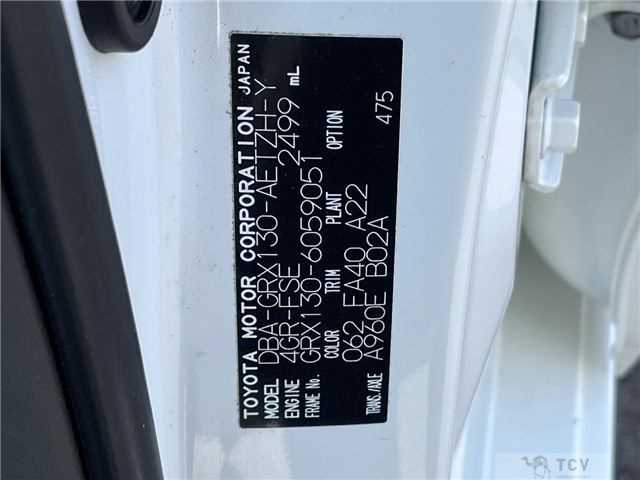 TOYOTA MOTOR CORPORATION JAPAN
MODEL DBA-GRX130-AETZH-Y
ENGINE 4GR-FSE 2499 mL
FRAME No. GRX130-6059051
COLOR TRIM PLANT OPTION
062 FA40 A22 475
TRANS./AXLE A960E B02A
TCV